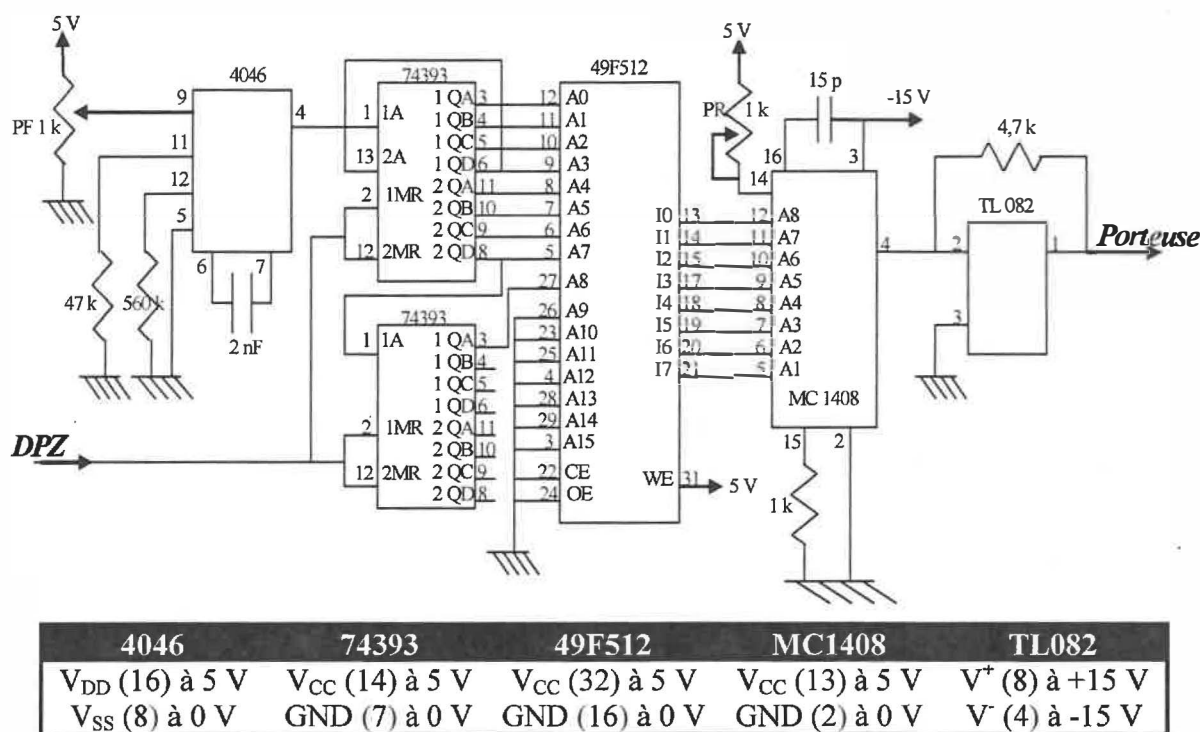 5 V
PF 1 k
4046
9
11
12
5
6
7
4
47 k
560 k
2 nF
DPZ
74393
1 1A
13 2A
2 1MR
12 2MR
1 QA 3
1 QB 4
1 QC 5
1 QD 6
2 QA 11
2 QB 10
2 QC 9
2 QD 8
74393
1 1A
2 1MR
12 2MR
1 QA 3
1 QB 4
1 QC 5
1 QD 6
2 QA 11
2 QB 10
2 QC 9
2 QD 8
49F512
12 A0
11 A1
10 A2
9 A3
8 A4
7 A5
6 A6
5 A7
27 A8
26 A9
23 A10
25 A11
4 A12
28 A13
29 A14
3 A15
22 CE
24 OE
I0 13
I1 14
I2 15
I3 17
I4 18
I5 19
I6 20
I7 21
WE 31
5 V
5 V
PR 1 k
15 p
-15 V
16
3
14
12 A8
11 A7
10 A6
9 A5
8 A4
7 A3
6 A2
5 A1
MC 1408
4
15
2
1 k
4,7 k
TL 082
2
1
3
Porteuse
4046 74393 49F512 MC1408 TL082
VDD (16) à 5 V VCC (14) à 5 V VCC (32) à 5 V VCC (13) à 5 V V+ (8) à +15 V
VSS (8) à 0 V GND (7) à 0 V GND (16) à 0 V GND (2) à 0 V V- (4) à -15 V